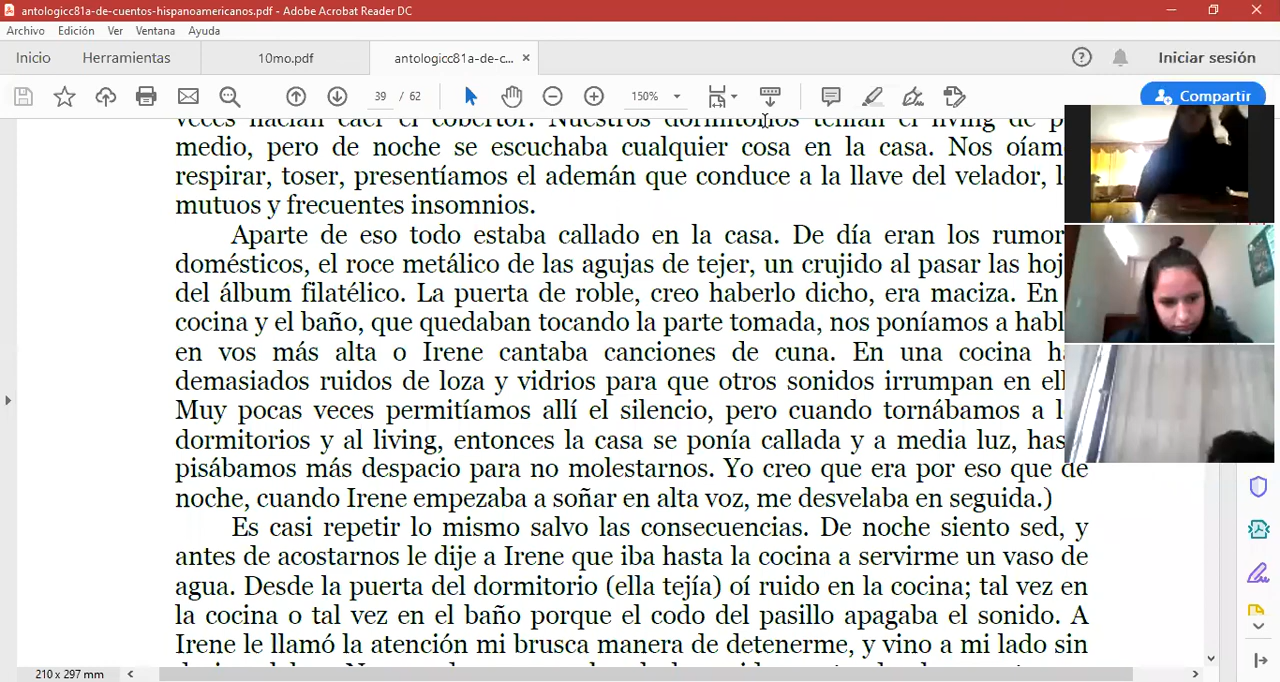 antologicc81a-de-cuentos-hispanoamericanos.pdf - Adobe Acrobat Reader DC
Archivo Edición Ver Ventana Ayuda
Inicio Herramientas 10mo.pdf antologicc81a-de-c... × Iniciar sesión
39 / 62 150% Compartir
veces hacían caer el cobertor. Nuestros dormitorios tenían el living de
medio, pero de noche se escuchaba cualquier cosa en la casa. Nos
respirar, toser, presentíamos el ademán que conduce a la llave del velador,
mutuos y frecuentes insomnios.
Aparte de eso todo estaba callado en la casa. De día eran los
domésticos, el roce metálico de las agujas de tejer, un crujido al pasar las
del álbum filatélico. La puerta de roble, creo haberlo dicho, era maciza. En
cocina y el baño, que quedaban tocando la parte tomada, nos poníamos a
en vos más alta o Irene cantaba canciones de cuna. En una cocina
demasiados ruidos de loza y vidrios para que otros sonidos irrumpan en
Muy pocas veces permitíamos allí el silencio, pero cuando tornábamos a
dormitorios y al living, entonces la casa se ponía callada y a media luz,
pisábamos más despacio para no molestarnos. Yo creo que era por eso que de
noche, cuando Irene empezaba a soñar en alta voz, me desvelaba en seguida.)
Es casi repetir lo mismo salvo las consecuencias. De noche siento sed, y
antes de acostarnos le dije a Irene que iba hasta la cocina a servirme un vaso de
agua. Desde la puerta del dormitorio (ella tejía) oí ruido en la cocina; tal vez en
la cocina o tal vez en el baño porque el codo del pasillo apagaba el sonido. A
Irene le llamó la atención mi brusca manera de detenerme, y vino a mi lado sin
210 x 297 mm